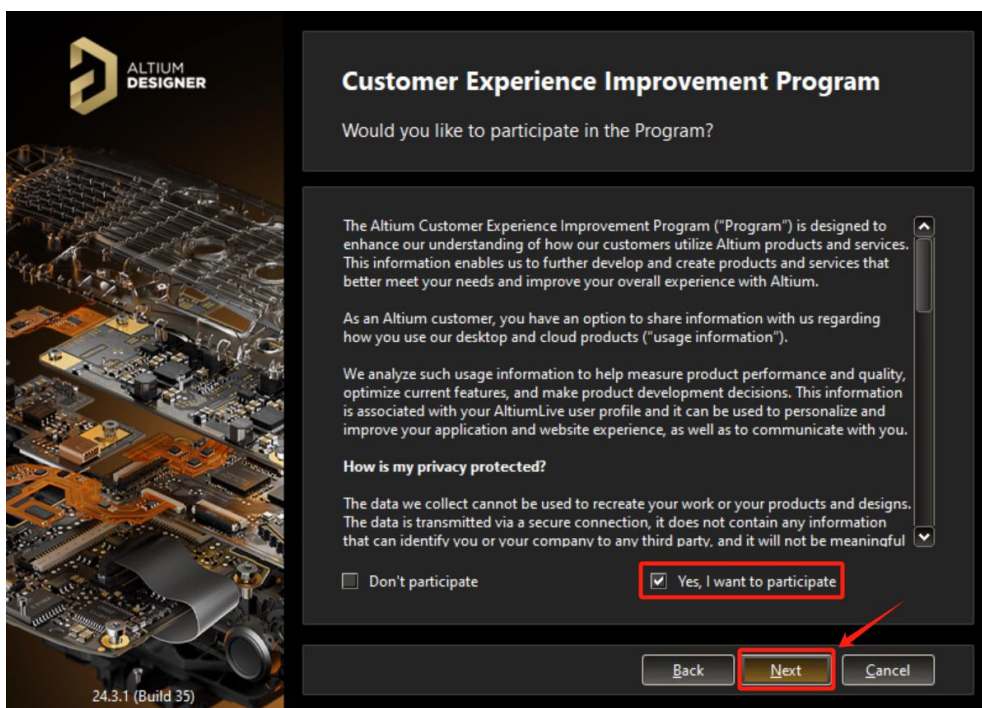 ALTIUM
DESIGNER
Customer Experience Improvement Program
Would you like to participate in the Program?
The Altium Customer Experience Improvement Program (“Program”) is designed to
enhance our understanding of how our customers utilize Altium products and services.
This information enables us to further develop and create products and services that
better meet your needs and improve your overall experience with Altium.
As an Altium customer, you have an option to share information with us regarding
how you use our desktop and cloud products (“usage information”).
We analyze such usage information to help measure product performance and quality,
optimize current features, and make product development decisions. This information
is associated with your AltiumLive user profile and it can be used to personalize and
improve your application and website experience, as well as to communicate with you.
How is my privacy protected?
The data we collect cannot be used to recreate your work or your products and designs.
The data is transmitted via a secure connection, it does not contain any information
that can identify you or your company to any third party, and it will not be meaningful
Don't participate
Yes, I want to participate
Back
Next
Cancel
24.3.1 (Build 35)